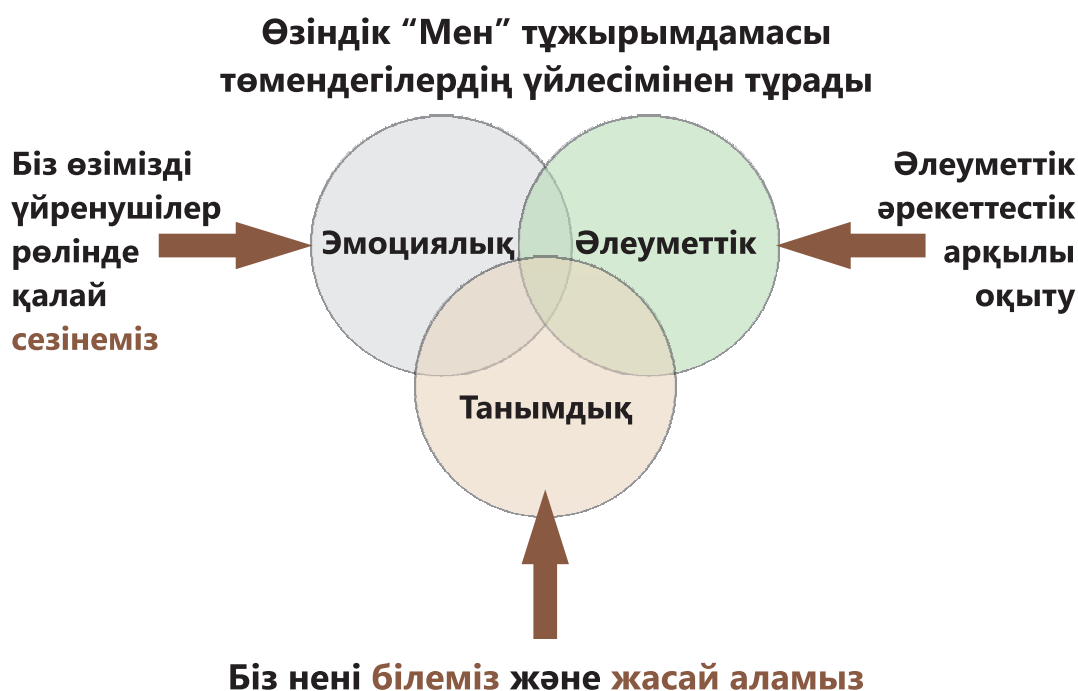 Өзіндік “Мен” тұжырымдамасы
төмендегілердің үйлесімінен тұрады
Біз өзімізді
үйренушілер
рөлінде
қалай
сезінеміз
Эмоциялық
Әлеуметтік
Әлеуметтік
әрекеттестік
арқылы
оқыту
Танымдық
Біз нені білеміз және жасай аламыз